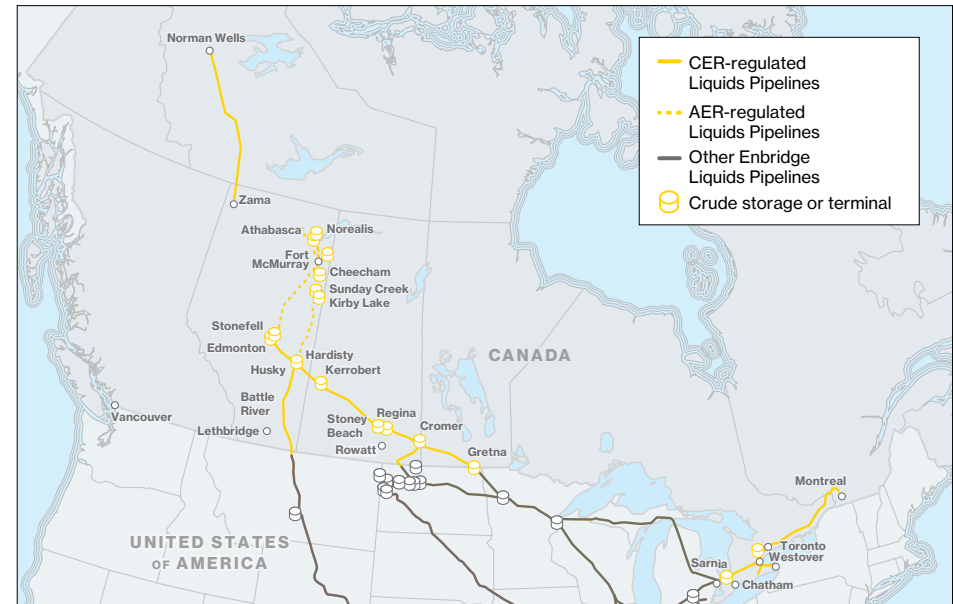 Norman Wells
CER-regulated
Liquids Pipelines
AER-regulated
Liquids Pipelines
Other Enbridge
Liquids Pipelines
Crude storage or terminal
Zama
Athabasca
Norealis
Fort
McMurray
Cheecham
Sunday Creek
Kirby Lake
Stonefell
Edmonton
Hardisty
Husky
Kerrobert
CANADA
Battle
River
Vancouver
Lethbridge
Stoney
Beach
Regina
Cromer
Rowatt
Gretna
Montreal
UNITED STATES
OF AMERICA
Toronto
Westover
Sarnia
Chatham